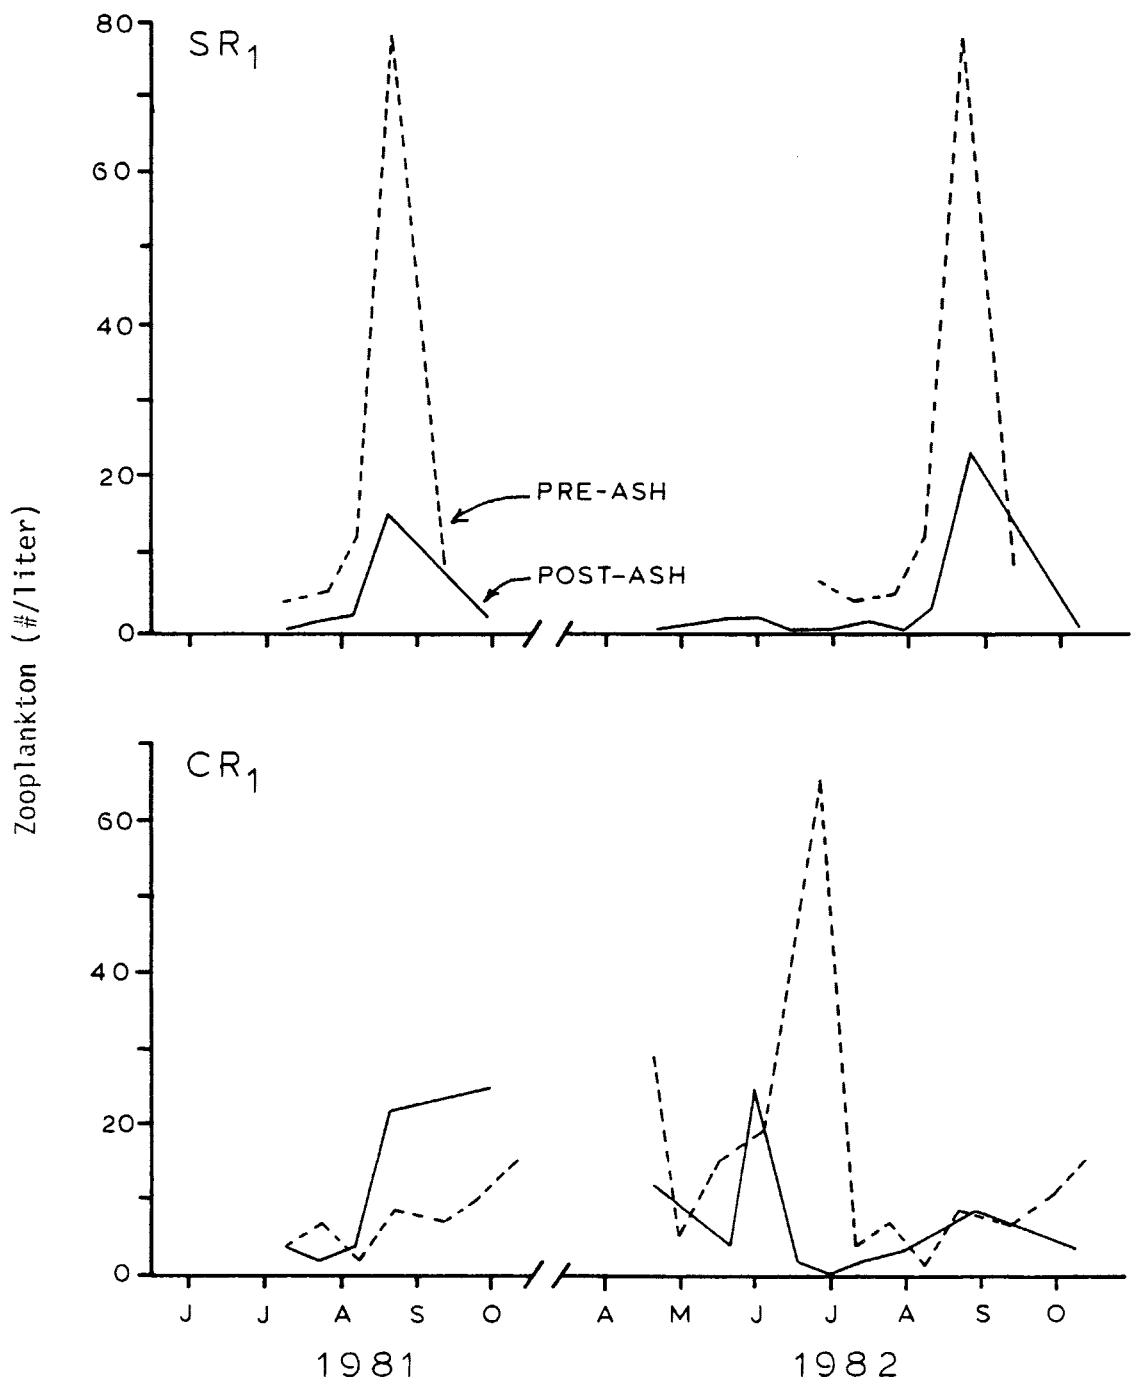 Zooplankton (#/liter)
SR1
80
60
40
20
0
PRE-ASH
POST-ASH
CR1
60
40
20
0
J J A S O A M J J A S O
1981 1982